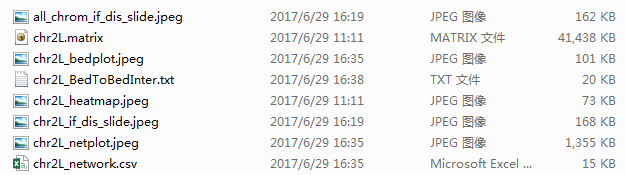 all_chrom_if_dis_slide.jpeg 2017/6/29 16:19 JPEG 图像 162 KB
chr2L.matrix 2017/6/29 11:11 MATRIX 文件 41,438 KB
chr2L_bedplot.jpeg 2017/6/29 16:35 JPEG 图像 101 KB
chr2L_BedToBedInter.txt 2017/6/29 16:38 TXT 文件 20 KB
chr2L_heatmap.jpeg 2017/6/29 11:11 JPEG 图像 73 KB
chr2L_if_dis_slide.jpeg 2017/6/29 16:19 JPEG 图像 168 KB
chr2L_netplot.jpeg 2017/6/29 16:35 JPEG 图像 1,355 KB
chr2L_network.csv 2017/6/29 16:35 Microsoft Excel ... 15 KB